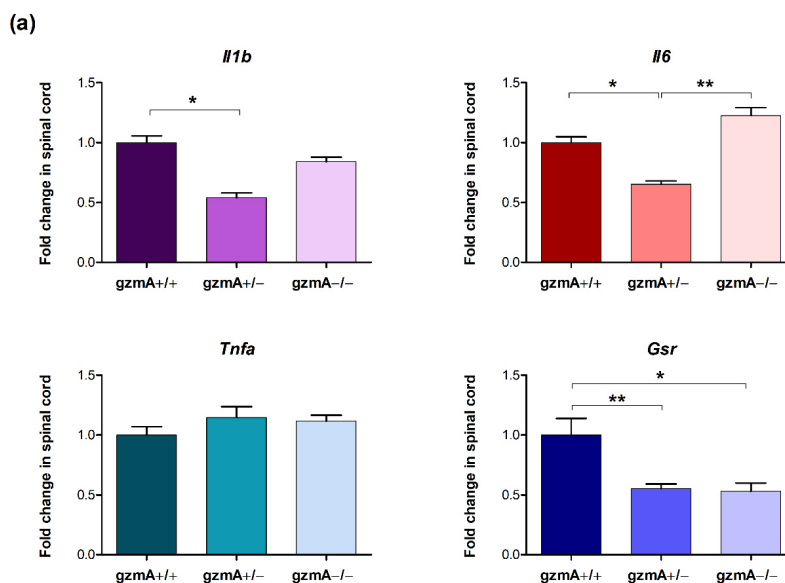 (a)
Il1b
Fold change in spinal cord
1.5
1.0
0.5
0.0
*
gzmA+/+ gzmA+/− gzmA−/−
Il6
Fold change in spinal cord
1.5
1.0
0.5
0.0
* **
gzmA+/+ gzmA+/− gzmA−/−
Tnfa
Fold change in spinal cord
1.5
1.0
0.5
0.0
gzmA+/+ gzmA+/− gzmA−/−
Gsr
Fold change in spinal cord
1.5
1.0
0.5
0.0
*
**
gzmA+/+ gzmA+/− gzmA−/−